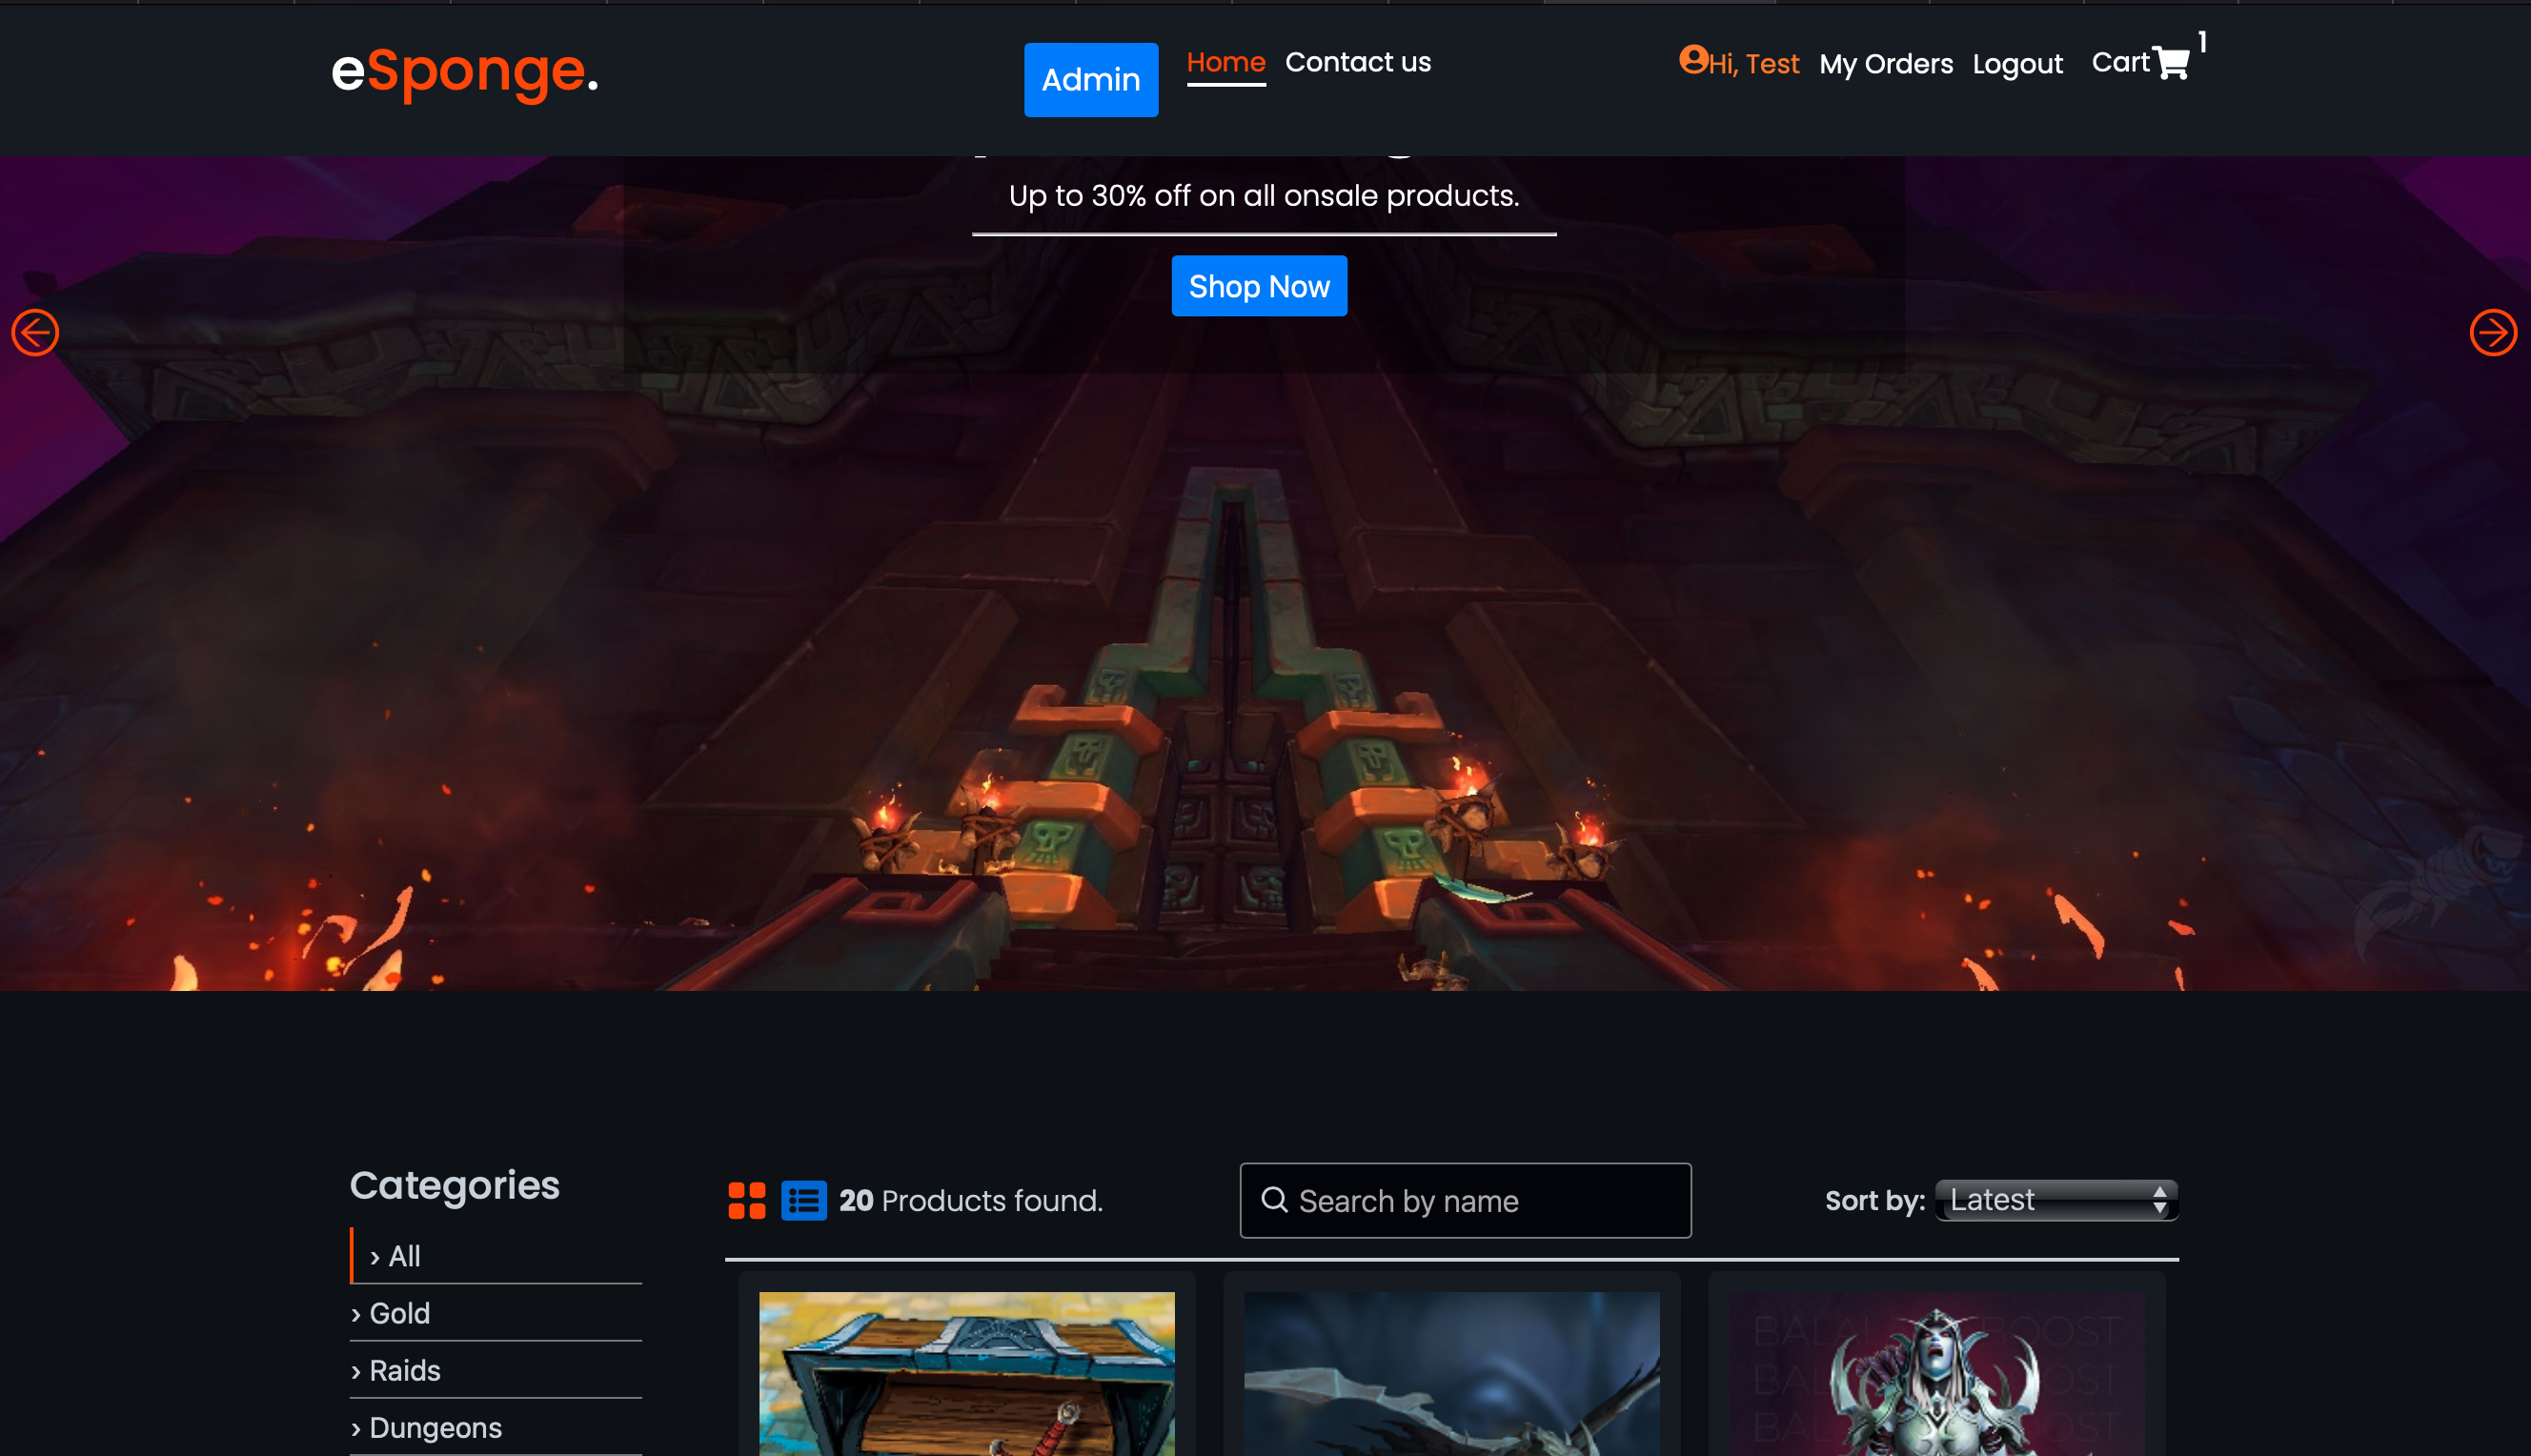 eSponge.
Admin
Home
Contact us
Hi, Test
My Orders
Logout
Cart
1
Up to 30% off on all onsale products.
Shop Now
Categories
› All
› Gold
› Raids
› Dungeons
20 Products found.
Search by name
Sort by:
Latest